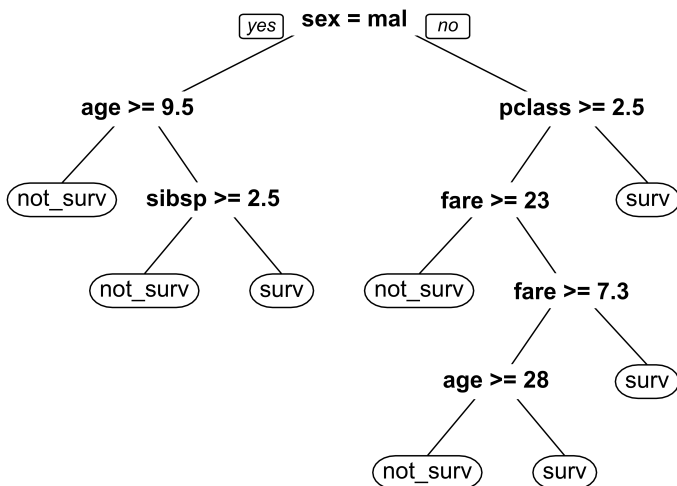 yes sex = mal no
age >= 9.5 pclass >= 2.5
not_surv sibsp >= 2.5 fare >= 23 surv
not_surv surv not_surv fare >= 7.3
age >= 28 surv
not_surv surv